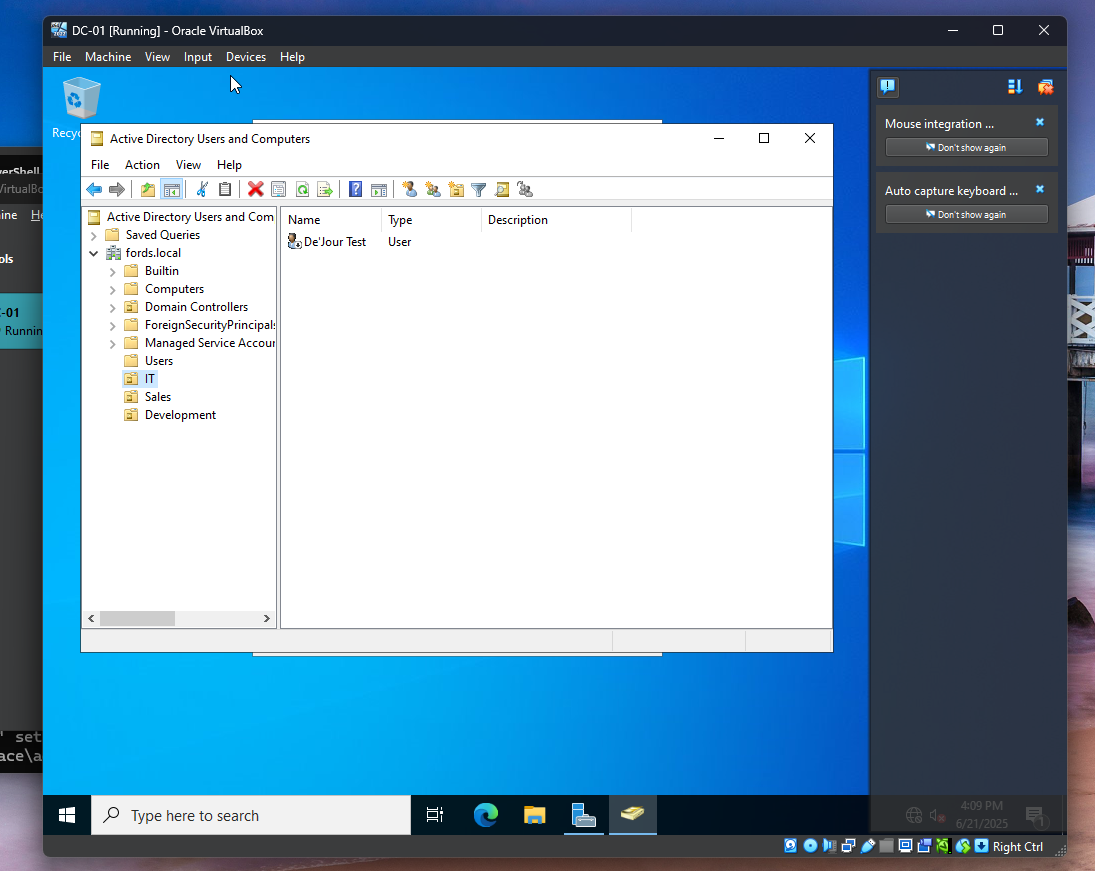 DC-01 [Running] - Oracle VirtualBox
File Machine View Input Devices Help
Recyc
Active Directory Users and Computers
File Action View Help
Active Directory Users and Com
Saved Queries
fords.local
Builtin
Computers
Domain Controllers
ForeignSecurityPrincipals
Managed Service Accour
Users
IT
Sales
Development
Name Type Description
De'Jour Test User
Mouse integration ...
Don't show again
Auto capture keyboard ...
Don't show again
werShell
VirtualBo
ine He
ols
-01
Runnin
' set
ace\a
Type here to search
4:09 PM
6/21/2025
1
Right Ctrl